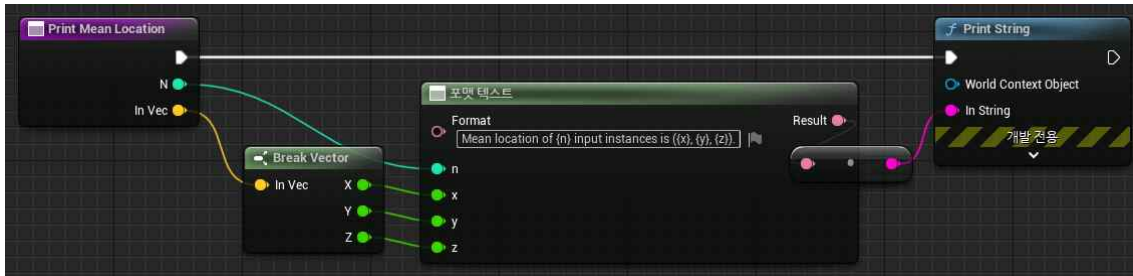 Print Mean Location
N
In Vec
Break Vector
In Vec
X
Y
Z
포맷 텍스트
Format
Mean location of {n} input instances is ({x}, {y}, {z}).
Result
n
x
y
z
f Print String
World Context Object
In String
개발 전용